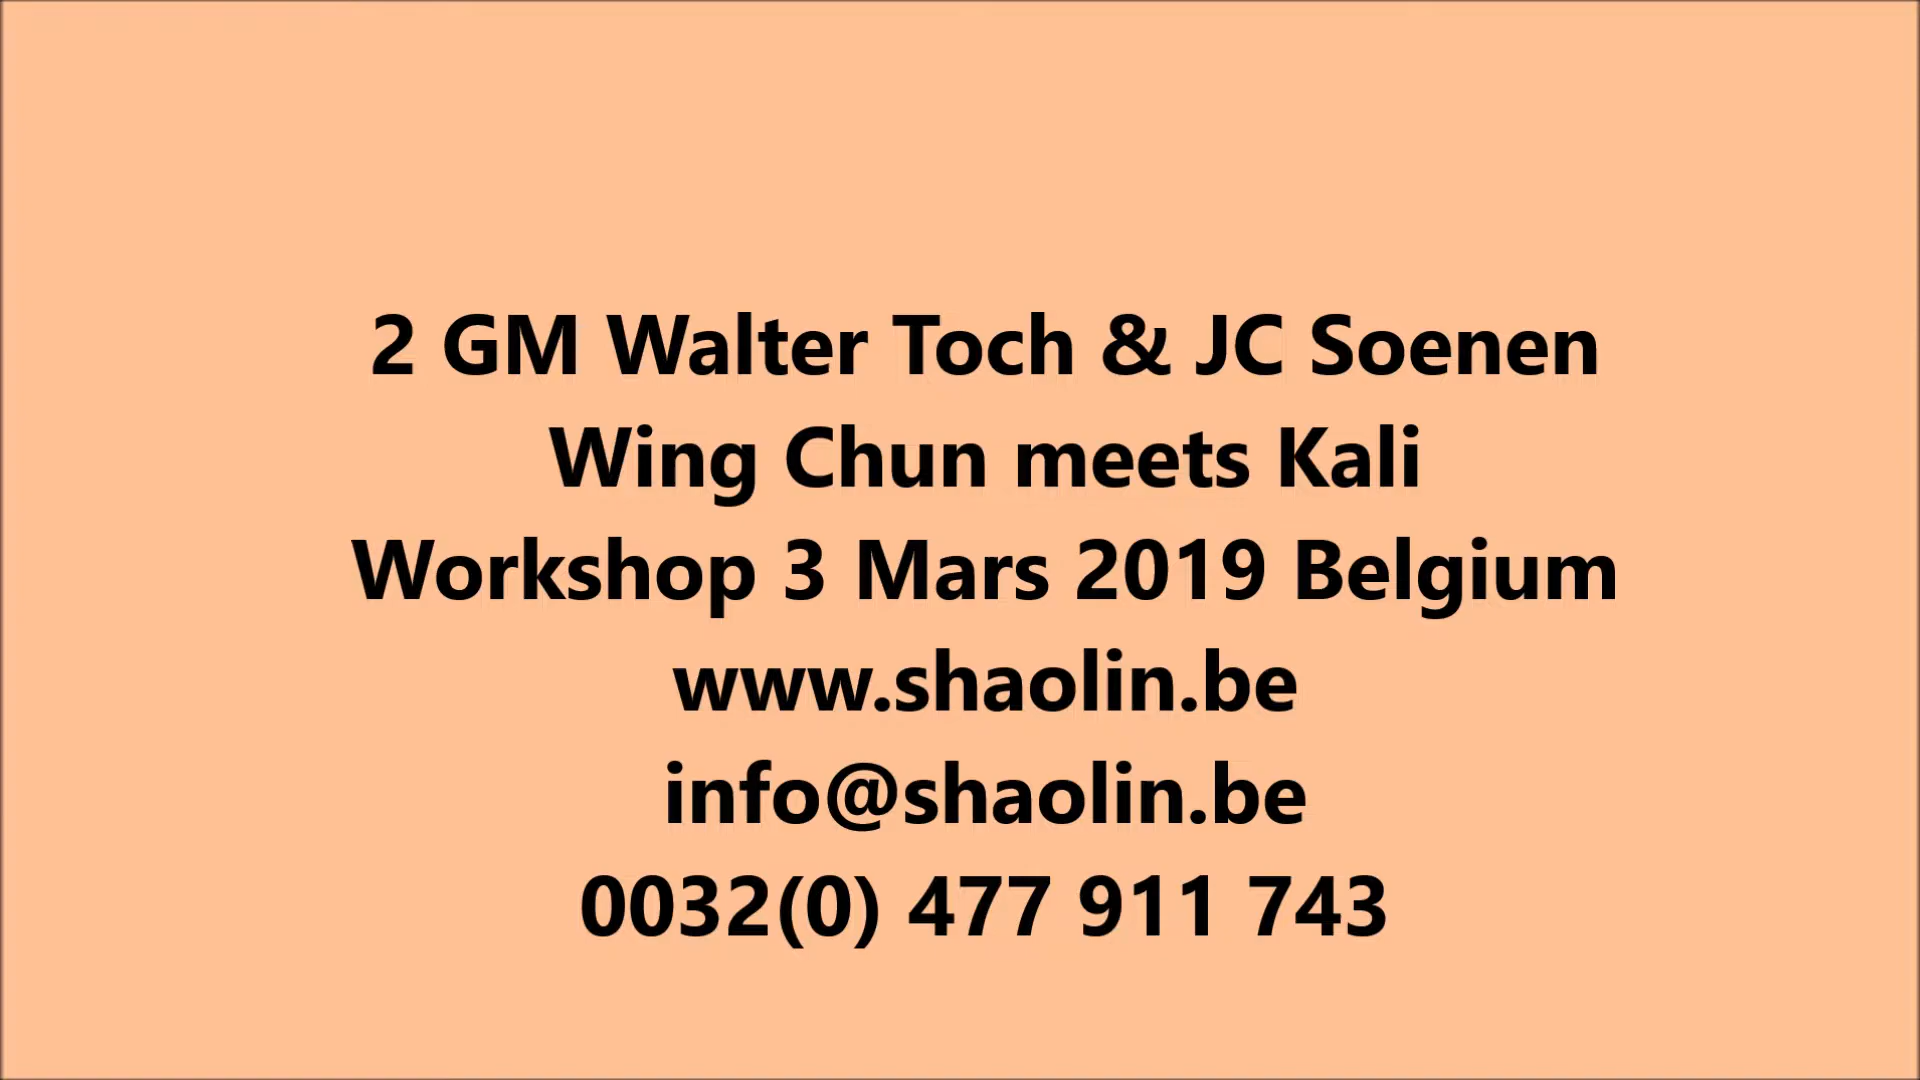 2 GM Walter Toch & JC Soenen
Wing Chun meets Kali
Workshop 3 Mars 2019 Belgium
www.shaolin.be
info@shaolin.be
0032(0) 477 911 743